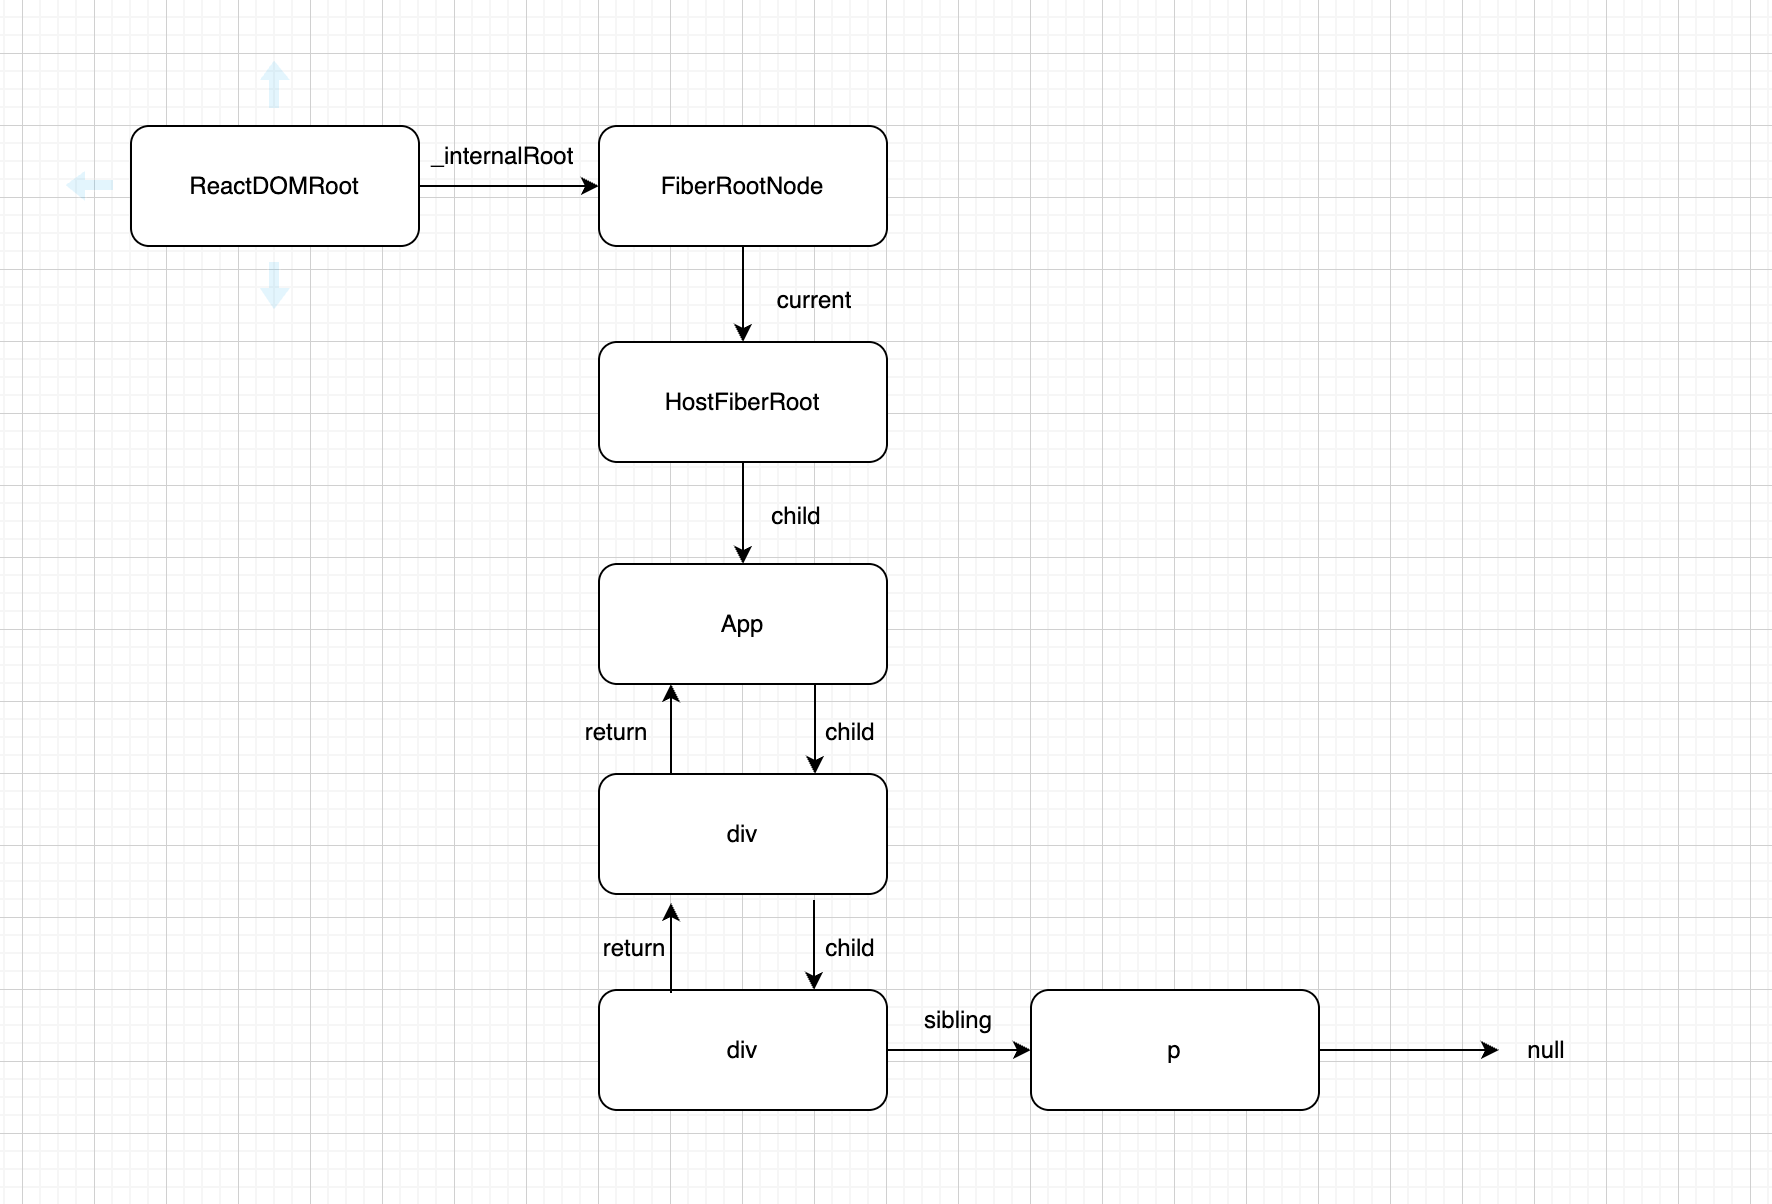 ReactDOMRoot
_internalRoot
FiberRootNode
current
HostFiberRoot
child
App
return
child
div
return
child
div
sibling
p
null